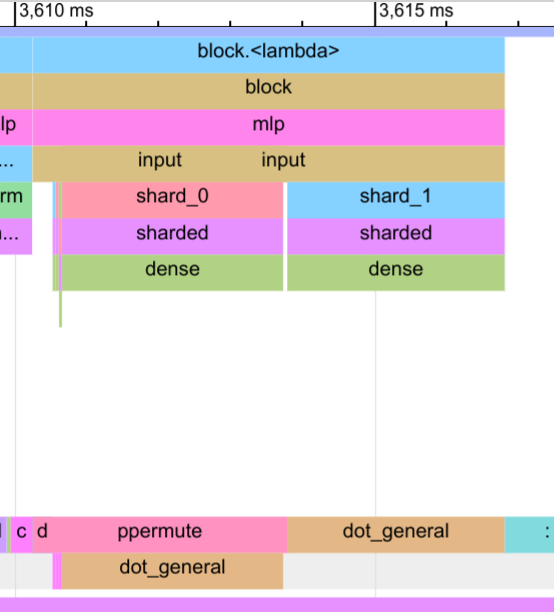 3,610 ms 3,615 ms
block.<lambda>
block
lp mlp
... input input
rm shard_0 shard_1
... sharded sharded
dense dense
c d ppermute dot_general :
dot_general